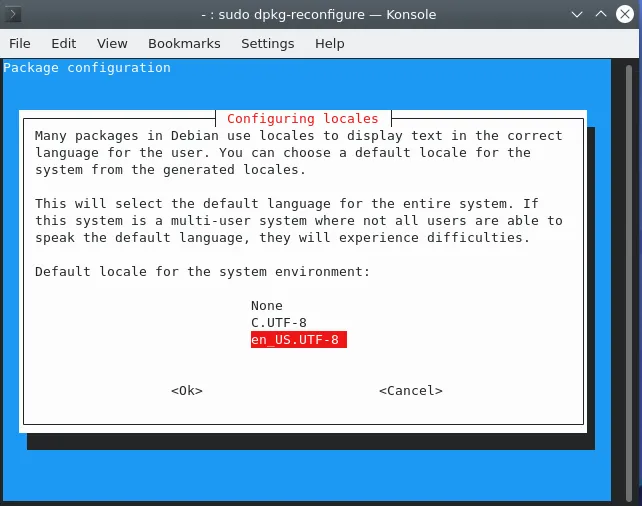 - : sudo dpkg-reconfigure — Konsole
File Edit View Bookmarks Settings Help
Package configuration
Configuring locales
Many packages in Debian use locales to display text in the correct
language for the user. You can choose a default locale for the
system from the generated locales.
This will select the default language for the entire system. If
this system is a multi-user system where not all users are able to
speak the default language, they will experience difficulties.
Default locale for the system environment:
None
C.UTF-8
en_US.UTF-8
<Ok> <Cancel>